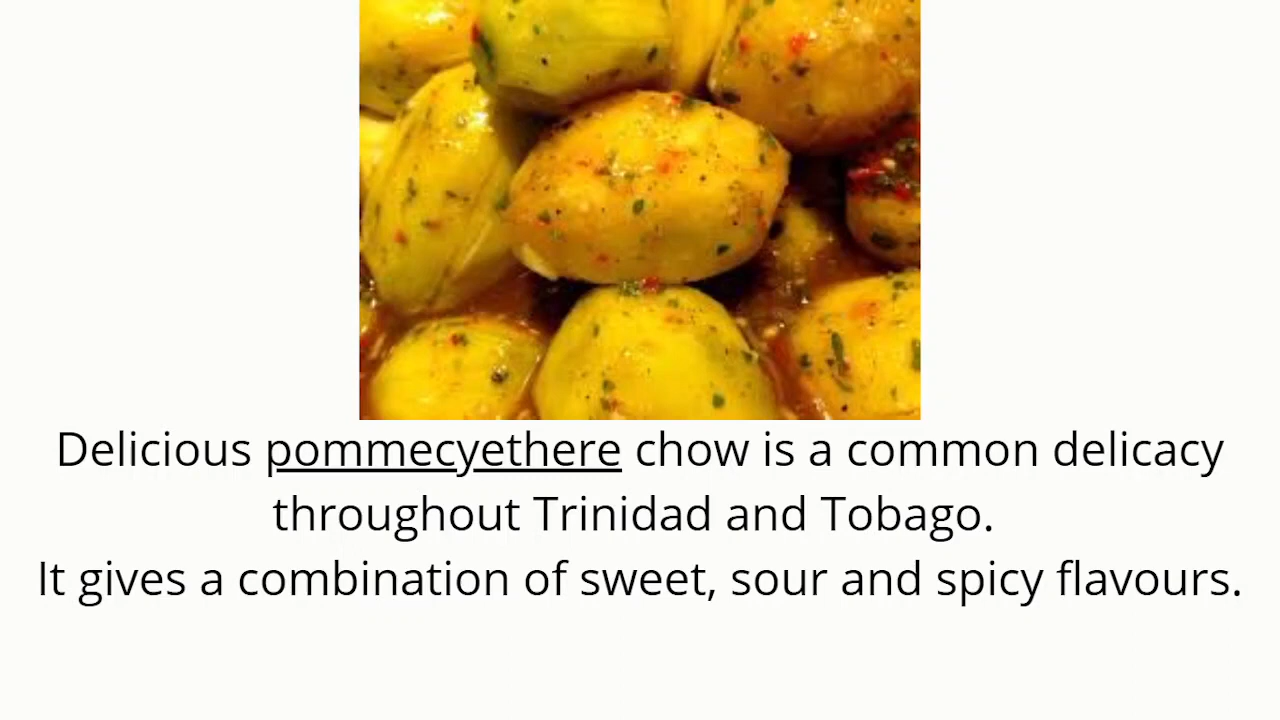 Delicious pommecyethere chow is a common delicacy
throughout Trinidad and Tobago.
It gives a combination of sweet, sour and spicy flavours.